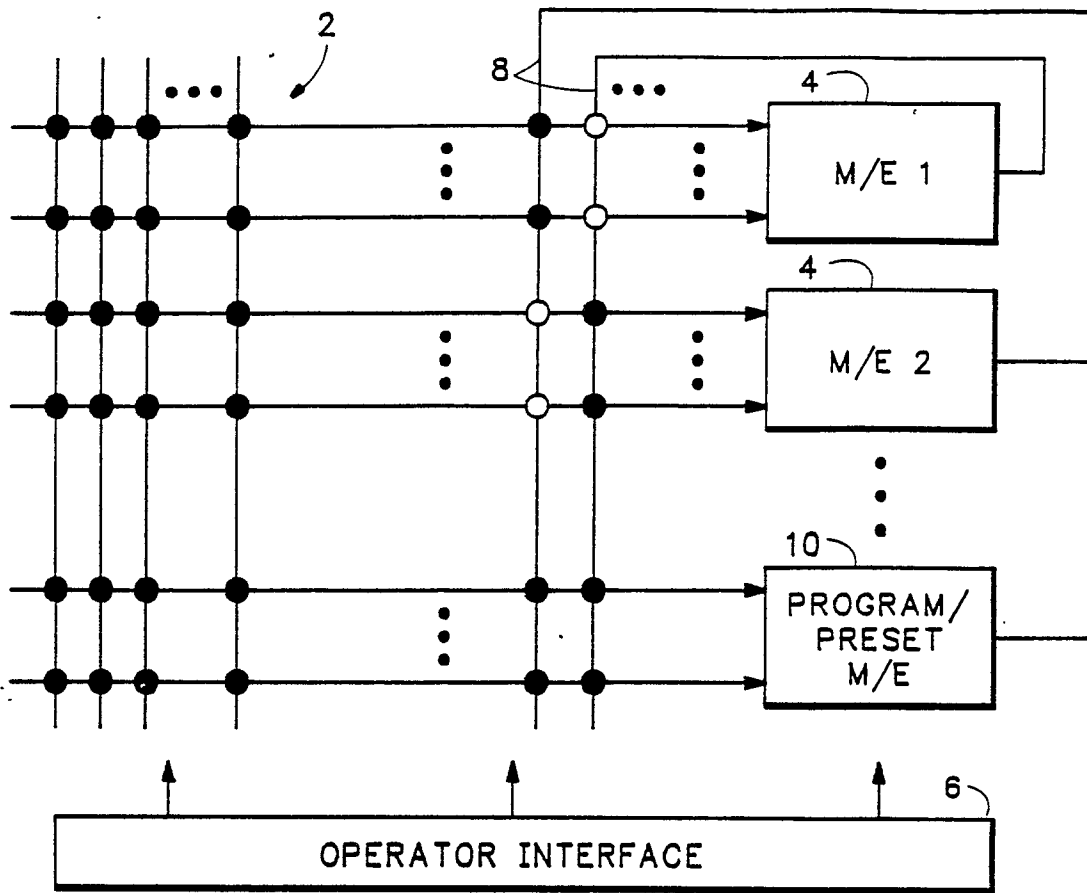 2
8
4
M/E 1
4
M/E 2
10
PROGRAM/
PRESET
M/E
6
OPERATOR INTERFACE